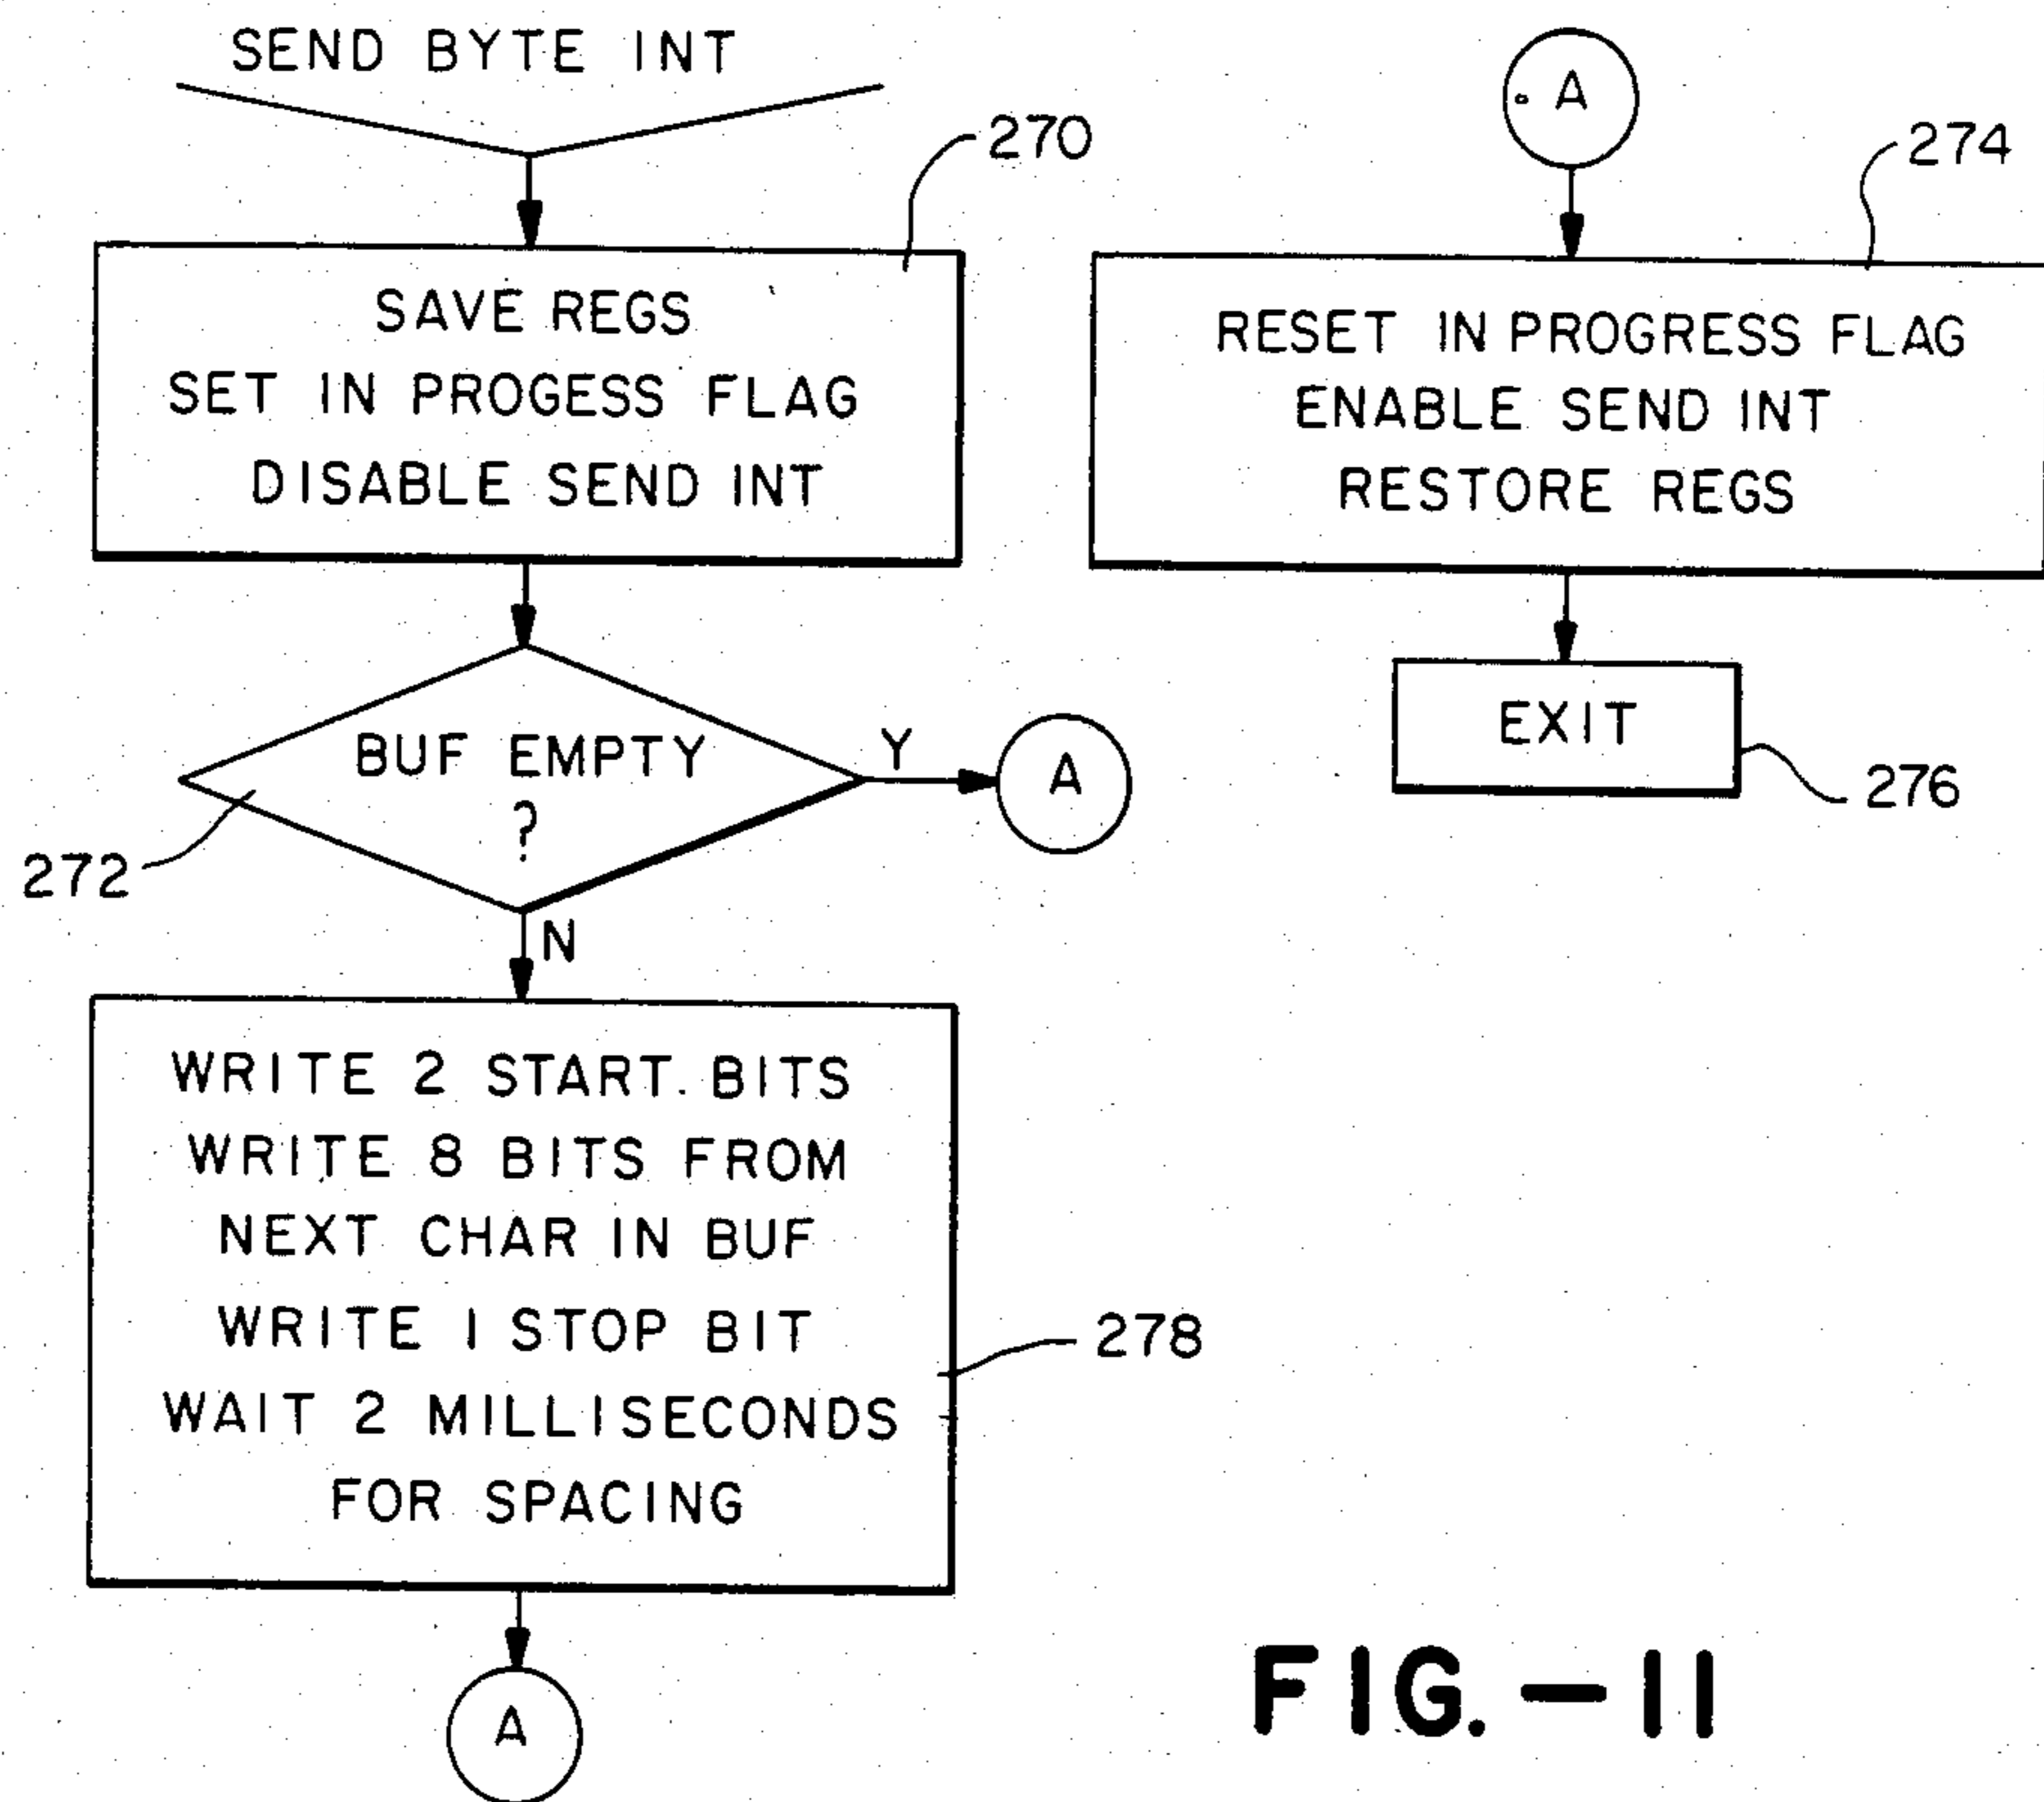 SEND BYTE INT
270
SAVE REGS
SET IN PROGESS FLAG
DISABLE SEND INT
BUF EMPTY
?
272
Y
A
N
WRITE 2 START BITS
WRITE 8 BITS FROM
NEXT CHAR IN BUF
WRITE 1 STOP BIT
WAIT 2 MILLISECONDS
FOR SPACING
278
A
A
274
RESET IN PROGRESS FLAG
ENABLE SEND INT
RESTORE REGS
EXIT
276
FIG.-11